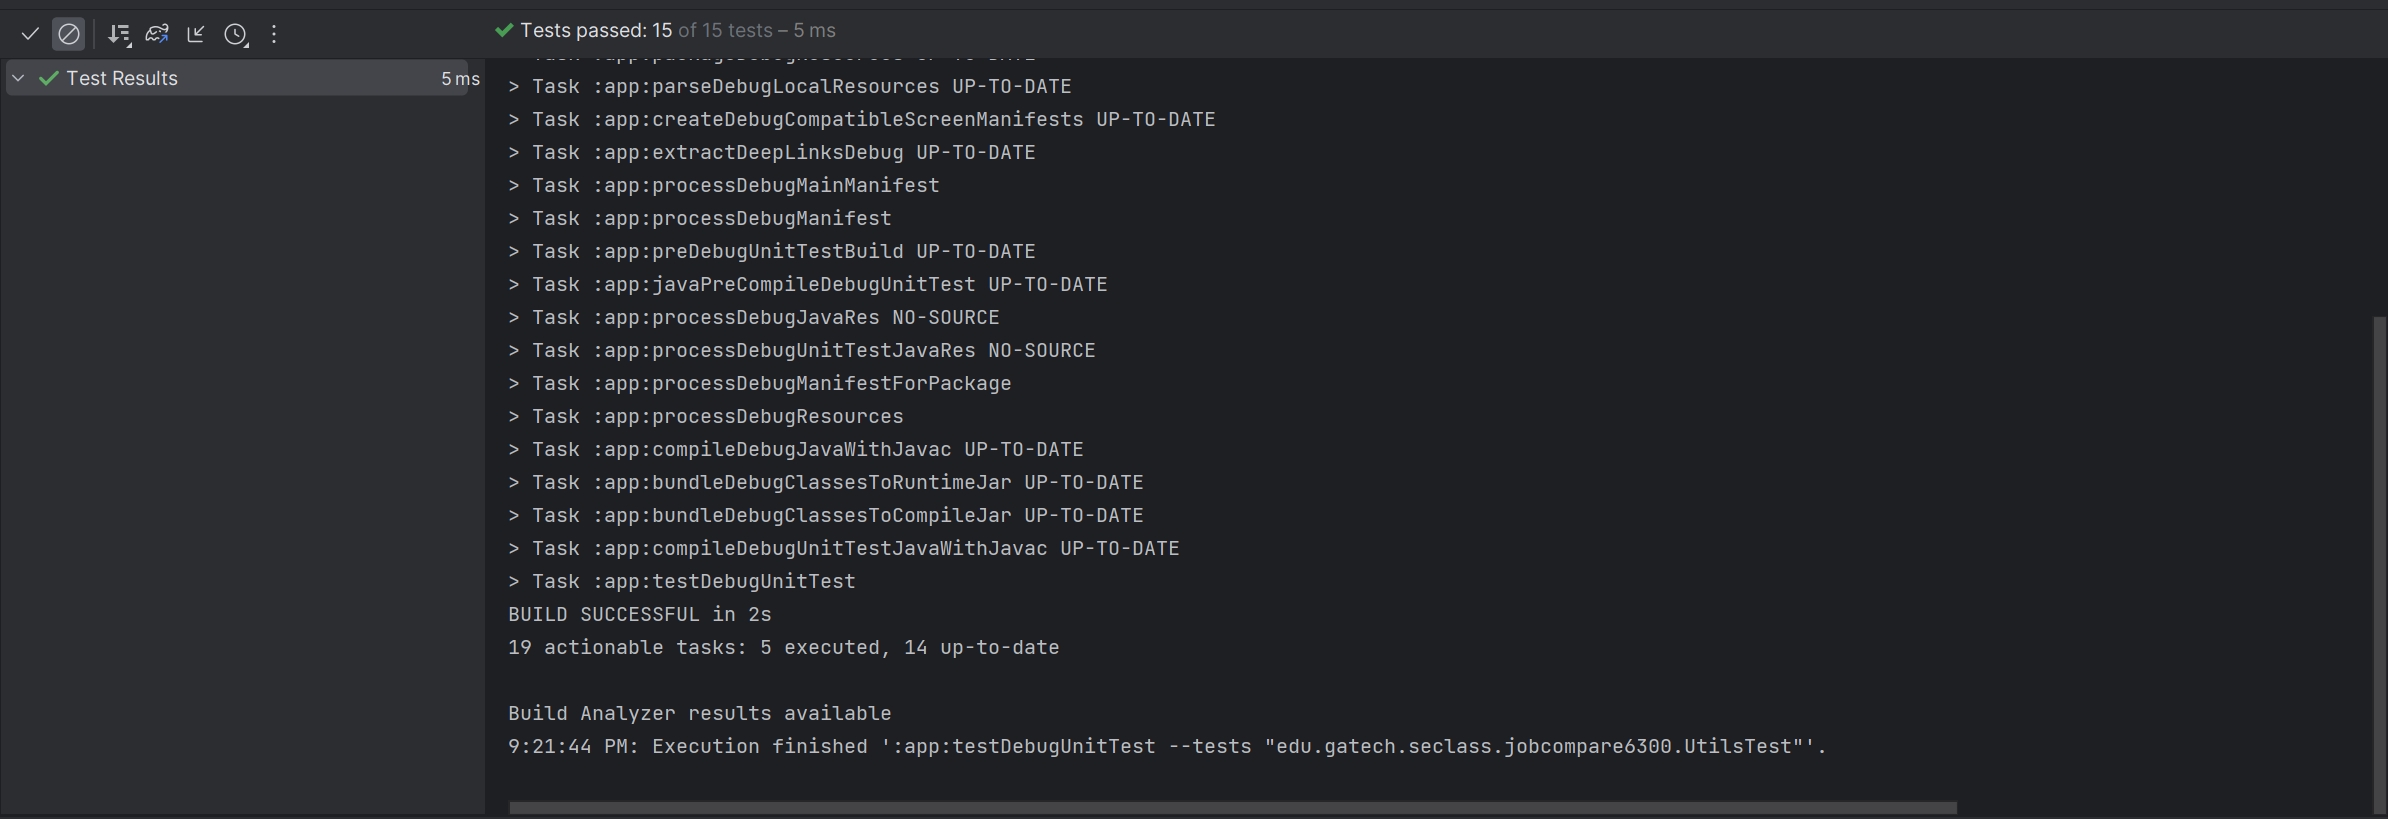 Tests passed: 15 of 15 tests – 5 ms
Test Results 5 ms
> Task :app:parseDebugLocalResources UP-TO-DATE
> Task :app:createDebugCompatibleScreenManifests UP-TO-DATE
> Task :app:extractDeepLinksDebug UP-TO-DATE
> Task :app:processDebugMainManifest
> Task :app:processDebugManifest
> Task :app:preDebugUnitTestBuild UP-TO-DATE
> Task :app:javaPreCompileDebugUnitTest UP-TO-DATE
> Task :app:processDebugJavaRes NO-SOURCE
> Task :app:processDebugUnitTestJavaRes NO-SOURCE
> Task :app:processDebugManifestForPackage
> Task :app:processDebugResources
> Task :app:compileDebugJavaWithJavac UP-TO-DATE
> Task :app:bundleDebugClassesToRuntimeJar UP-TO-DATE
> Task :app:bundleDebugClassesToCompileJar UP-TO-DATE
> Task :app:compileDebugUnitTestJavaWithJavac UP-TO-DATE
> Task :app:testDebugUnitTest
BUILD SUCCESSFUL in 2s
19 actionable tasks: 5 executed, 14 up-to-date
Build Analyzer results available
9:21:44 PM: Execution finished ':app:testDebugUnitTest --tests "edu.gatech.seclass.jobcompare6300.UtilsTest"'.